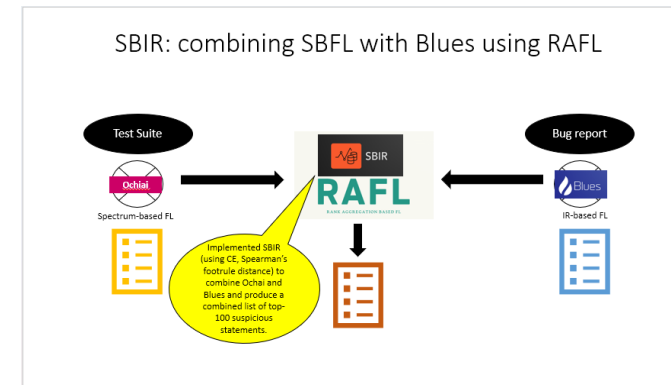 SBIR: combining SBFL with Blues using RAFL
Test Suite
Ochiai
Spectrum-based FL
SBIR
RAFL
RANK AGGREGATION BASED FL
Bug report
Blues
IR-based FL
Implemented SBIR
(using CE, Spearman's
footrule distance) to
combine Ochai and
Blues and produce a
combined list of top-
100 suspicious
statements.